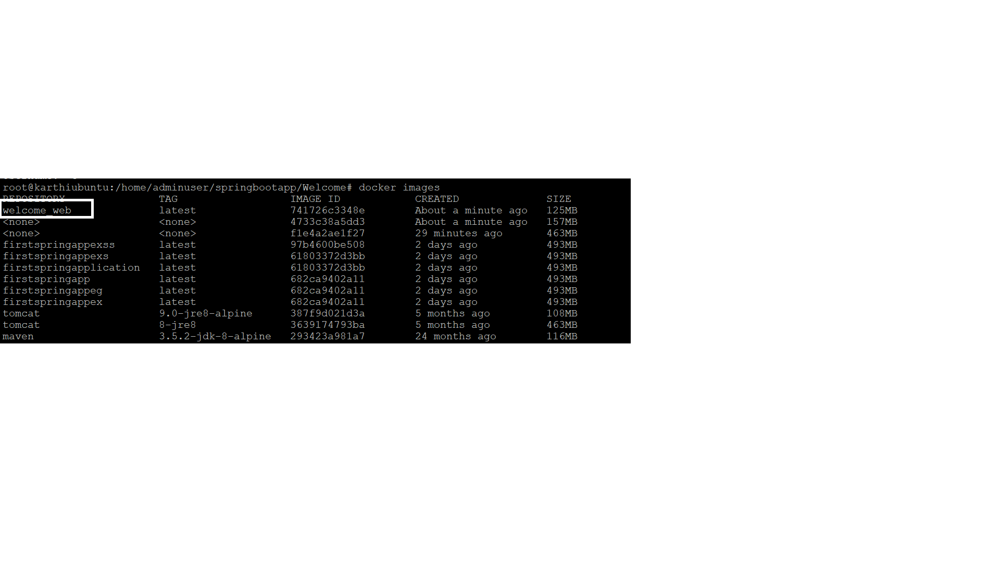 root@karthiubuntu:/home/adminuser/springbootapp/Welcome# docker images
REPOSITORY TAG IMAGE ID CREATED SIZE
welcome_web latest 741726c3348e About a minute ago 125MB
<none> <none> 4733c38a5dd3 About a minute ago 157MB
<none> <none> f1e4a2ae1f27 29 minutes ago 463MB
firstspringappexss latest 97b4600be508 2 days ago 493MB
firstspringappexs latest 61803372d3bb 2 days ago 493MB
firstspringapplication latest 61803372d3bb 2 days ago 493MB
firstspringapp latest 682ca9402a11 2 days ago 493MB
firstspringappeg latest 682ca9402a11 2 days ago 493MB
firstspringappex latest 682ca9402a11 2 days ago 493MB
tomcat 9.0-jre8-alpine 387f9d021d3a 5 months ago 108MB
tomcat 8-jre8 3639174793ba 5 months ago 463MB
maven 3.5.2-jdk-8-alpine 293423a981a7 24 months ago 116MB